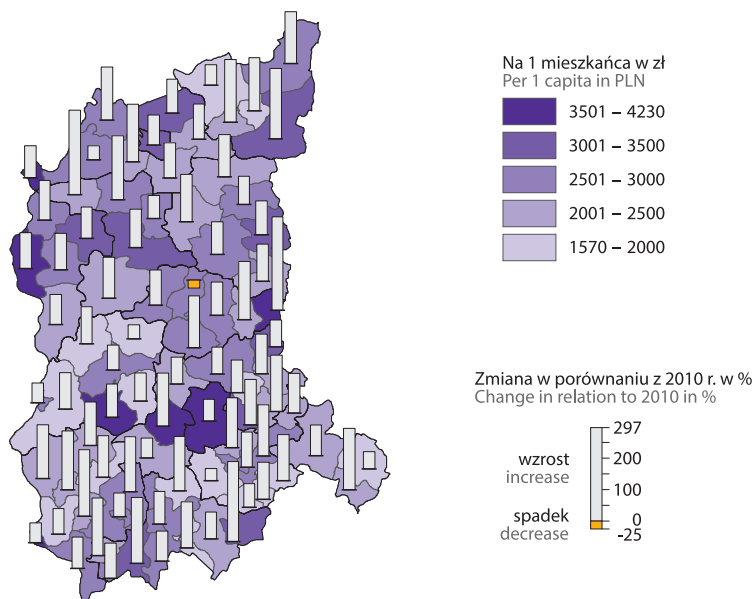 Na 1 mieszkańca w zł
Per 1 capita in PLN
3501 – 4230
3001 – 3500
2501 – 3000
2001 – 2500
1570 – 2000
Zmiana w porównaniu z 2010 r. w %
Change in relation to 2010 in %
297
wzrost
increase
200
100
spadek
decrease
0
-25